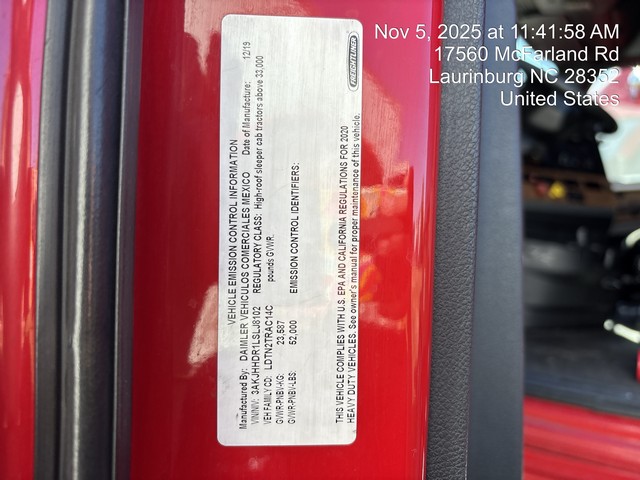 Nov 5, 2025 at 11:41:58 AM
17560 McFarland Rd
Laurinburg NC 28352
United States
FREIGHTLINER
VEHICLE EMISSION CONTROL INFORMATION
Manufactured By: DAIMLER VEHICULOS COMERCIALES MEXICO Date of Manufacture: 12/19
VIN/NIV: 3AKJHHDR1LSLJ8102 REGULATORY CLASS: High-roof sleeper cab tractors above 33,000
VEH FAMILY CD: LDTN2TRAC14C pounds GVWR.
GVWR-PNBV-KG: 23,587
GVWR-PNBV-LBS: 52,000 EMISSION CONTROL IDENTIFIERS:
THIS VEHICLE COMPLIES WITH U.S. EPA AND CALIFORNIA REGULATIONS FOR 2020
HEAVY DUTY VEHICLES. See owner's manual for proper maintenance of this vehicle.